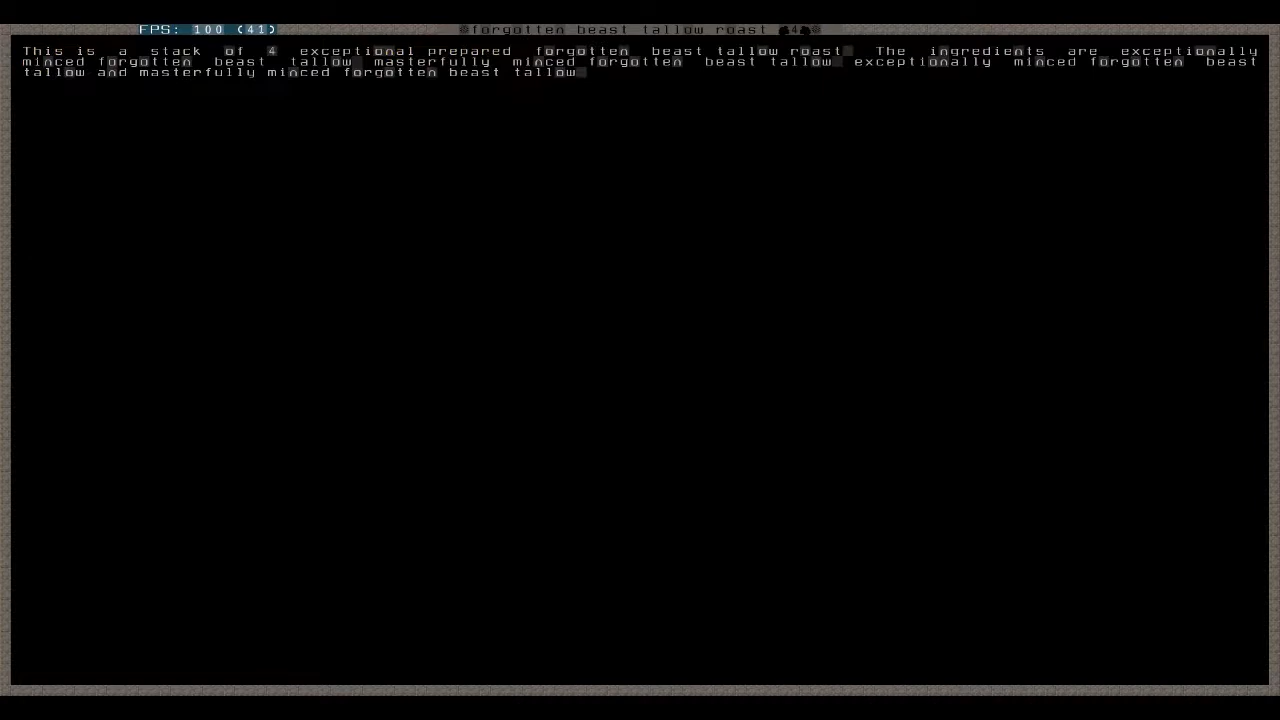 FPS: 100 (41) forgotten beast tallow roast 4
This is a stack of 4 exceptional prepared forgotten beast tallow roast. The ingredients are exceptionally
minced forgotten beast tallow, masterfully minced forgotten beast tallow, exceptionally minced forgotten beast
tallow and masterfully minced forgotten beast tallow.